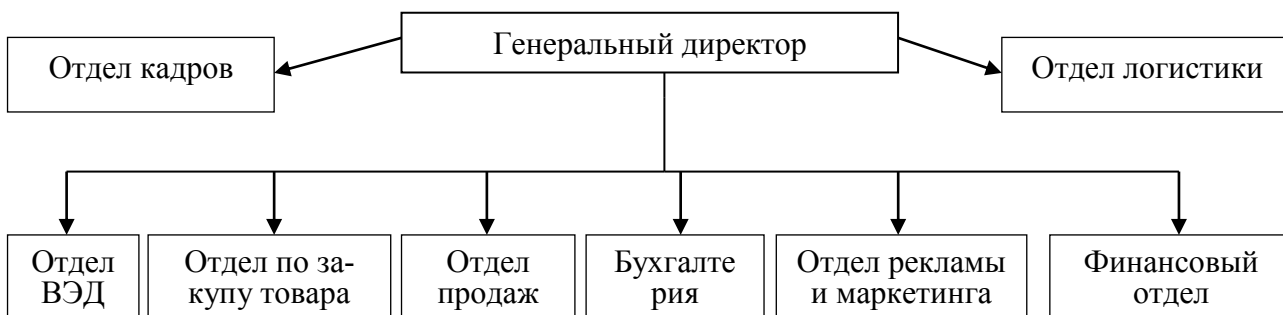 Генеральный директор
Отдел кадров
Отдел логистики
Отдел
ВЭД
Отдел по за-
купу товара
Отдел
продаж
Бухгалте
рия
Отдел рекламы
и маркетинга
Финансовый
отдел